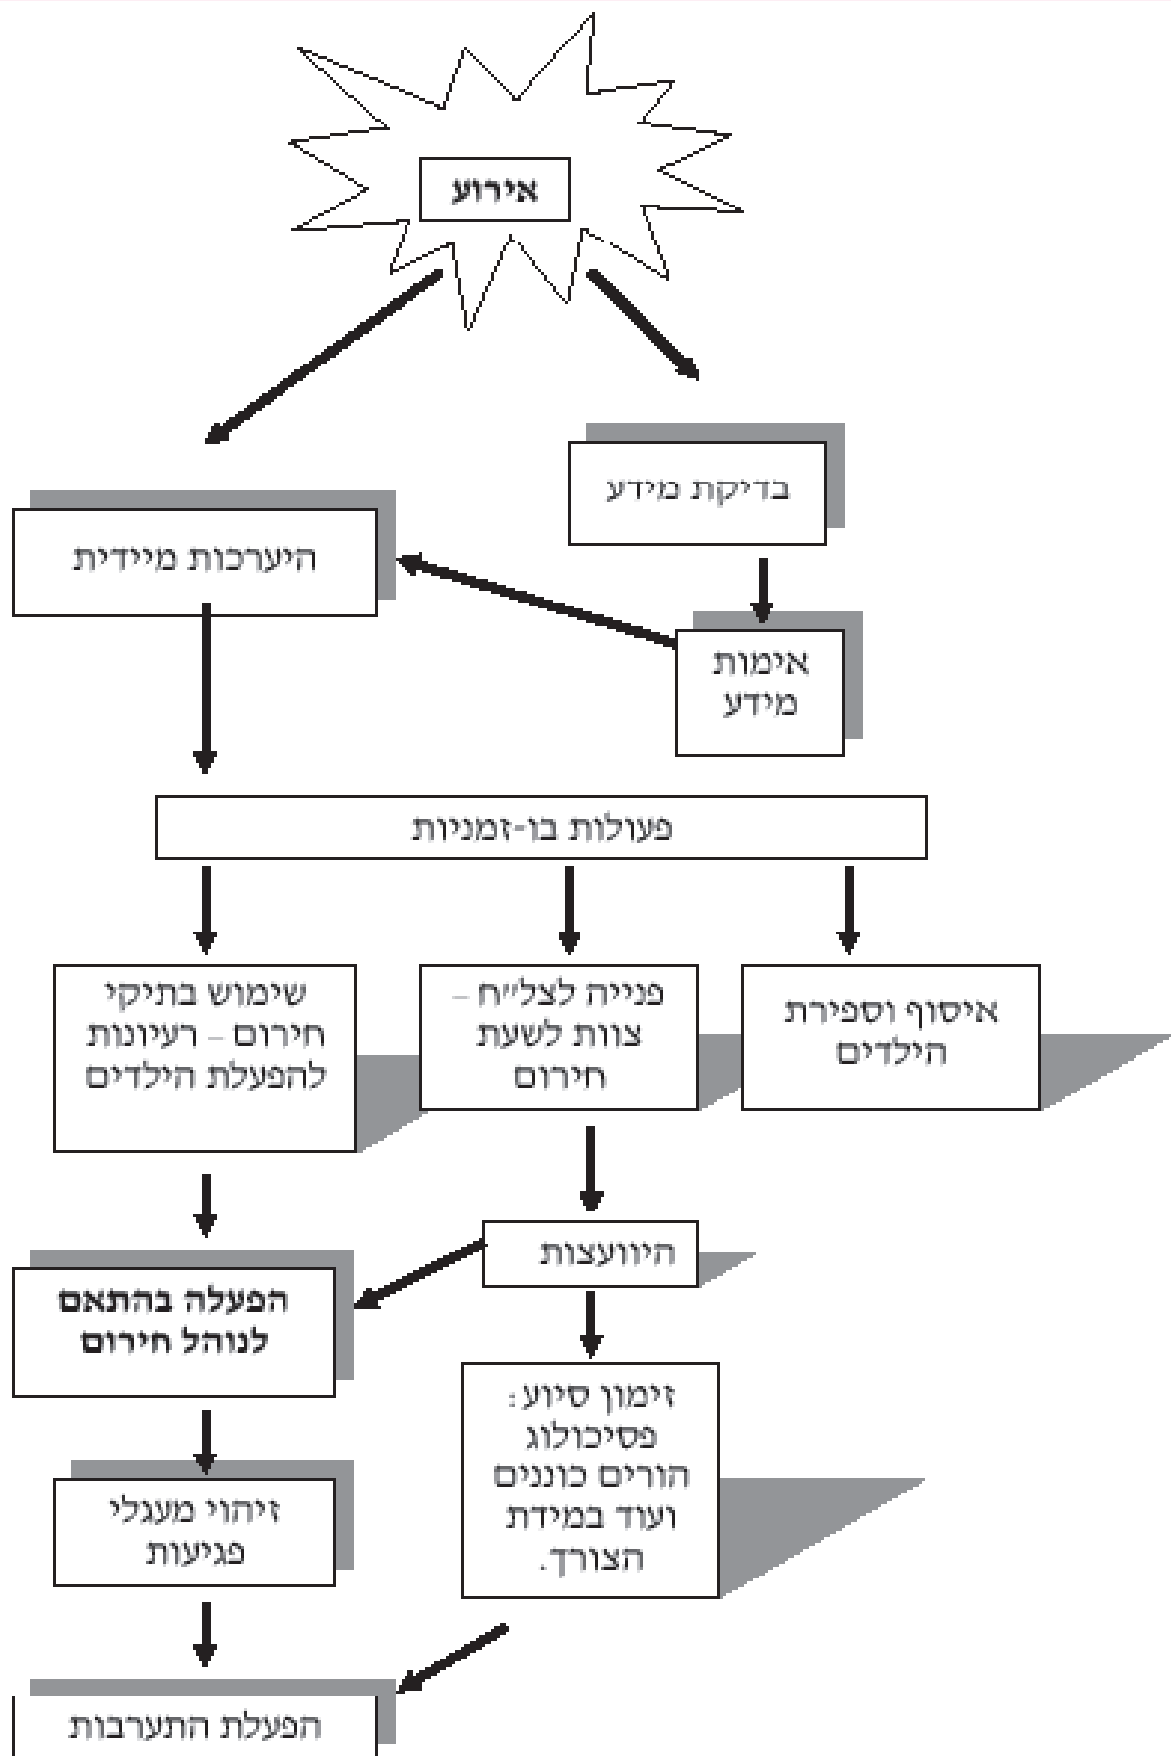 אירוע
בדיקת מידע
היערכות מיידית
אימות
מידע
פעולות בו-זמניות
איסוף וספירת
הילדים
פנייה לצל״ח –
צוות לשעת
חירום
שימוש בתיקי
חירום – רעיונות
להפעלת הילדים
היוועצות
הפעלה בהתאם
לנוהל חירום
זימון סיוע:
פסיכולוג
הורים כוננים
ועוד במידת
הצורך.
זיהוי מעגלי
פגיעות
הפעלת התערבות